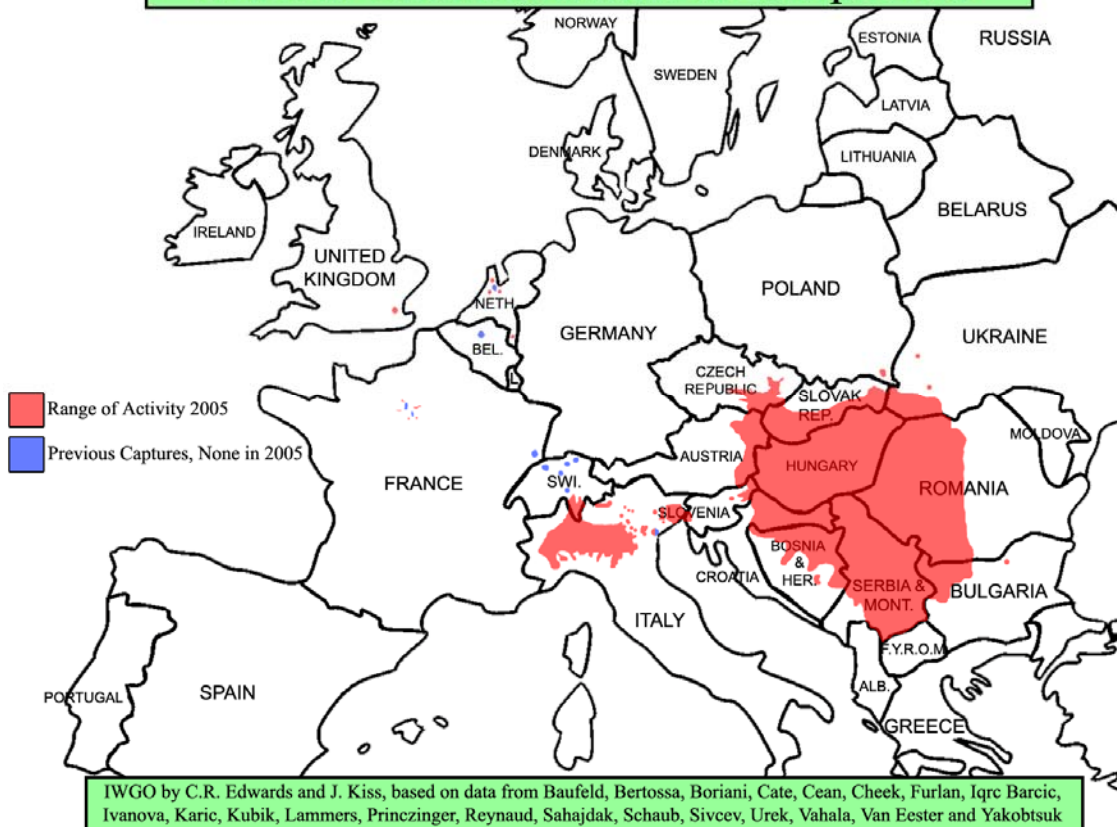 NORWAY
ESTONIA
RUSSIA
SWEDEN
LATVIA
DENMARK
LITHUANIA
BELARUS
IRELAND
UNITED
KINGDOM
NETH
POLAND
GERMANY
UKRAINE
BEL.
L
CZECH
REPUBLIC
SLOVAK
REP.
Range of Activity 2005
Previous Captures, None in 2005
MOLDOVA
AUSTRIA
HUNGARY
FRANCE
SWI.
ROMANIA
SLOVENIA
BOSNIA
&
HER.
CROATIA
SERBIA &
MONT.
BULGARIA
ITALY
F.Y.R.O.M
ALB.
PORTUGAL
SPAIN
GREECE
IWGO by C.R. Edwards and J. Kiss, based on data from Baufeld, Bertossa, Boriani, Cate, Cean, Cheek, Furlan, Iqrc Barcic,
Ivanova, Karic, Kubik, Lammers, Princzinger, Reynaud, Sahajdak, Schaub, Sivcev, Urek, Vahala, Van Eester and Yakobtsuk